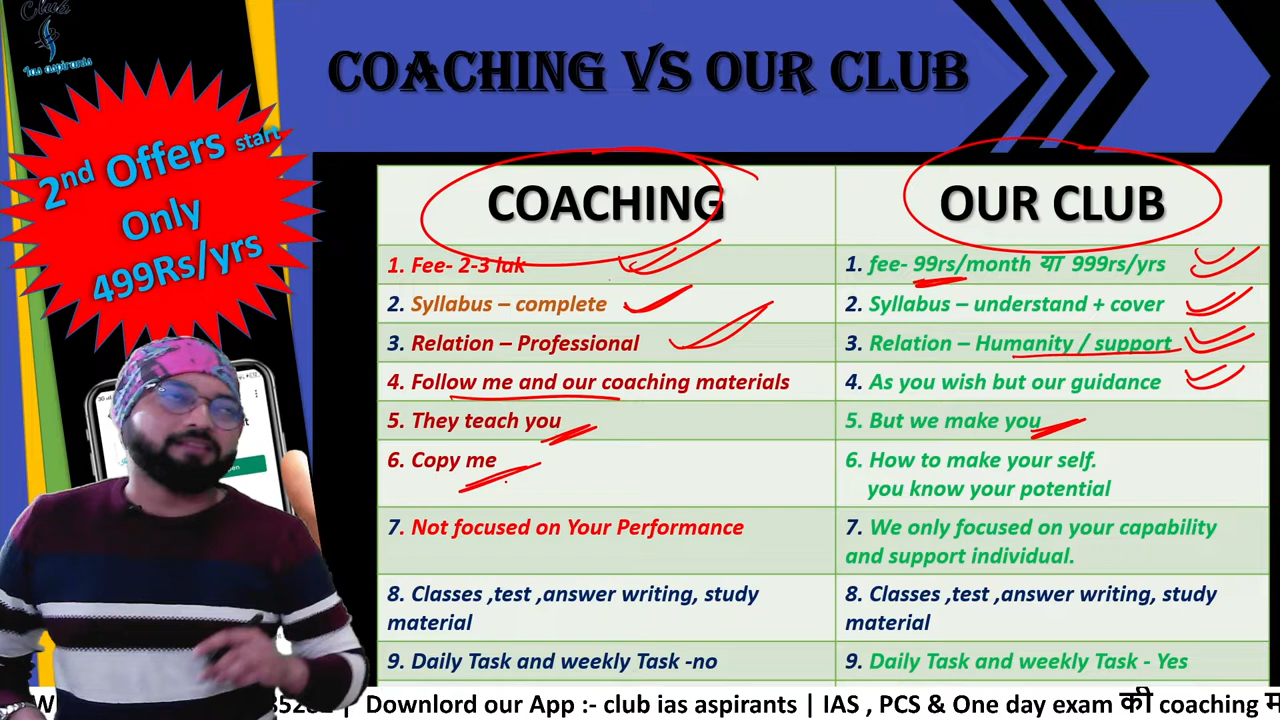 Club
ias aspirants
COACHING VS OUR CLUB
2nd Offers start
Only
499Rs/yrs
COACHING
OUR CLUB
1. Fee- 2-3 lak
1. fee- 99rs/month या 999rs/yrs
2. Syllabus – complete
2. Syllabus – understand + cover
3. Relation – Professional
3. Relation – Humanity / support
4. Follow me and our coaching materials
4. As you wish but our guidance
5. They teach you
5. But we make you
6. Copy me
6. How to make your self.
you know your potential
7. Not focused on Your Performance
7. We only focused on your capability
and support individual.
8. Classes ,test ,answer writing, study
material
8. Classes ,test ,answer writing, study
material
9. Daily Task and weekly Task -no
9. Daily Task and weekly Task - Yes
| Downlord our App :- club ias aspirants | IAS , PCS & One day exam की coaching